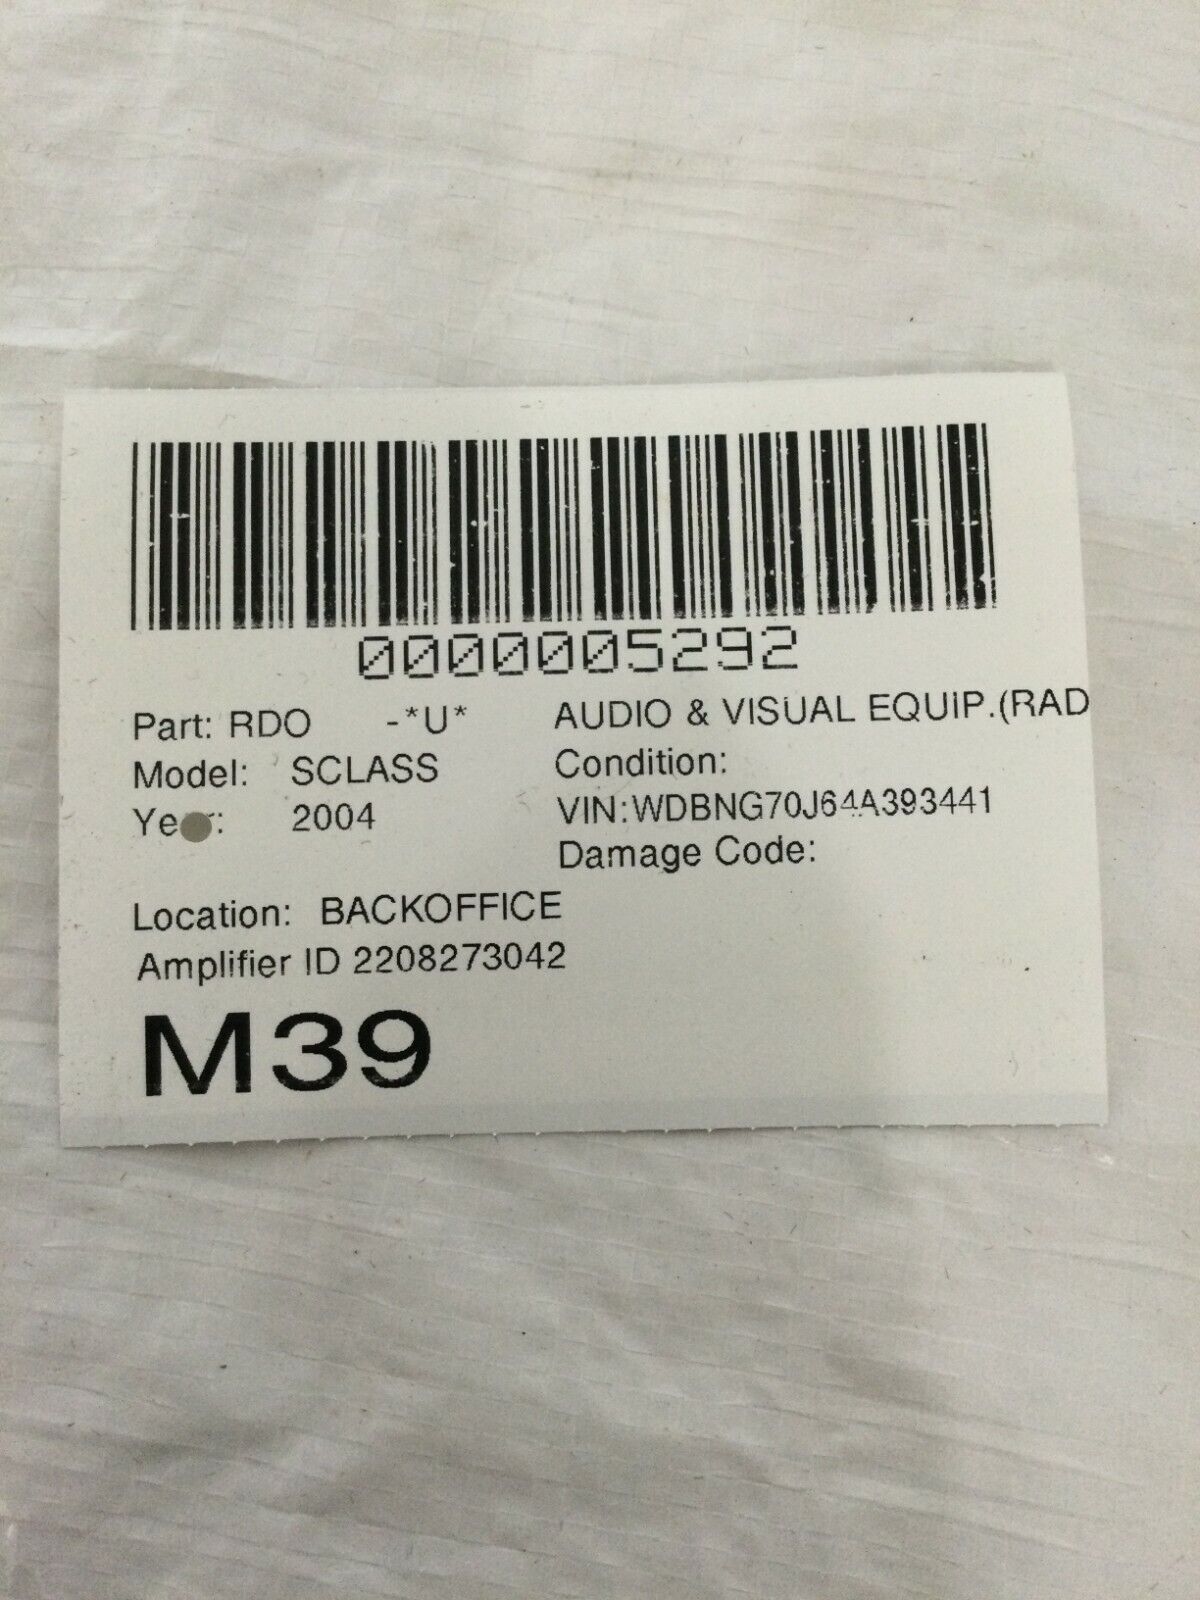 0000005292
Part: RDO -*U* AUDIO & VISUAL EQUIP.(RAD
Model: SCLASS Condition:
Year: 2004 VIN:WDBNG70J64A393441
Damage Code:
Location: BACKOFFICE
Amplifier ID 2208273042
M39